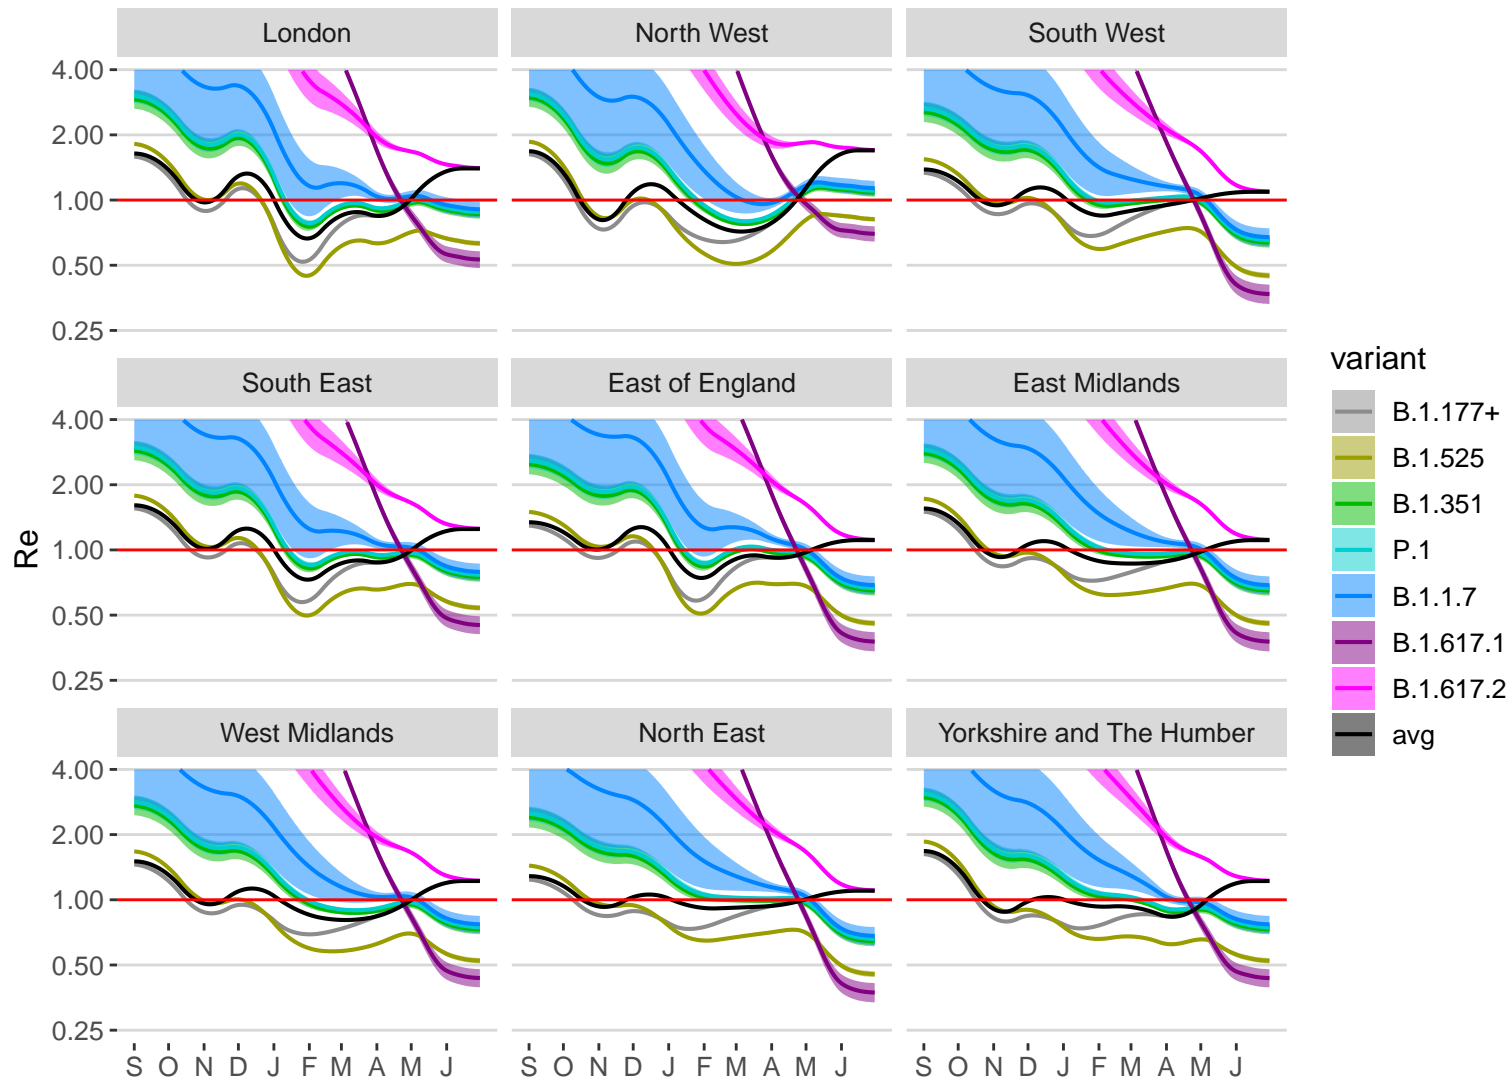 London North West South West
4.00
2.00
1.00
0.50
0.25
South East East of England East Midlands
4.00
2.00
1.00
0.50
0.25
Re
West Midlands North East Yorkshire and The Humber
4.00
2.00
1.00
0.50
0.25
S O N D J F M A M J S O N D J F M A M J S O N D J F M A M J
variant
B.1.177+
B.1.525
B.1.351
P.1
B.1.1.7
B.1.617.1
B.1.617.2
avg